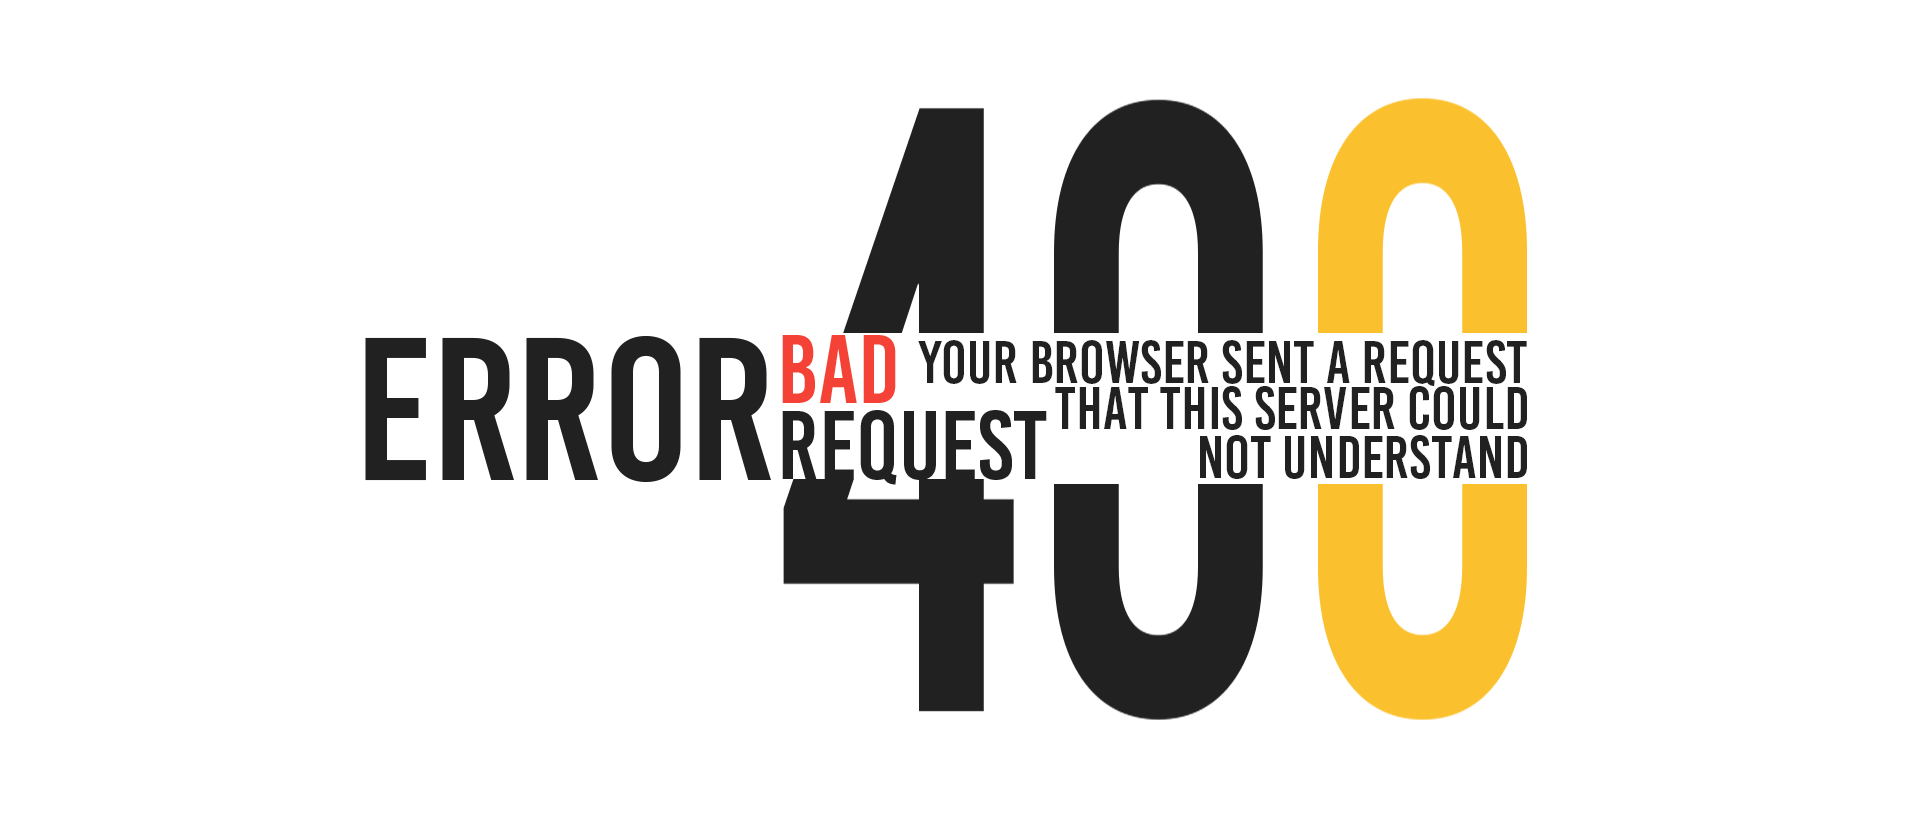 400
ERROR
BAD
REQUEST
YOUR BROWSER SENT A REQUEST
THAT THIS SERVER COULD
NOT UNDERSTAND